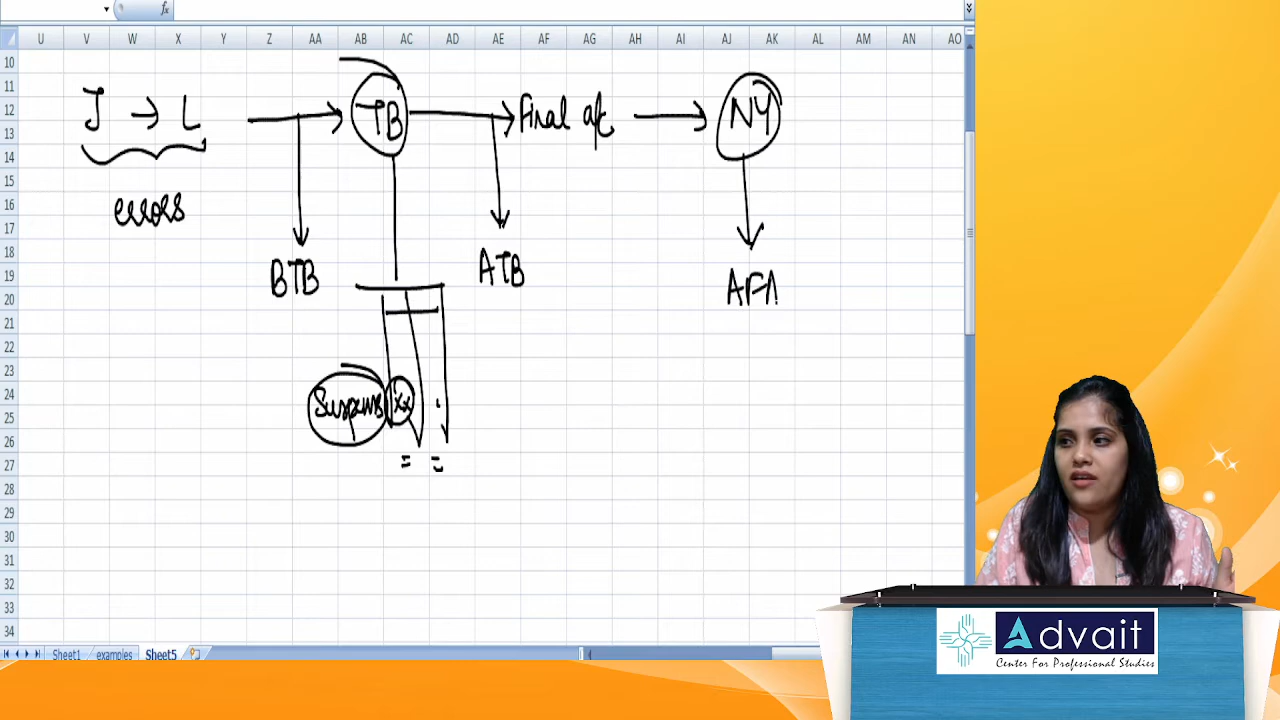 fx
U V W X Y Z AA AB AC AD AE AF AG AH AI AJ AK AL AM AN AO
10
11
12
13
14
15
16
17
18
19
20
21
22
23
24
25
26
27
28
29
30
31
32
33
34
J → L → TB → Final a/c → NY
errors
BTB
ATB
AFA
Suspens xx
= =
Sheet1 examples Sheet5
Advait
Center For Professional Studies